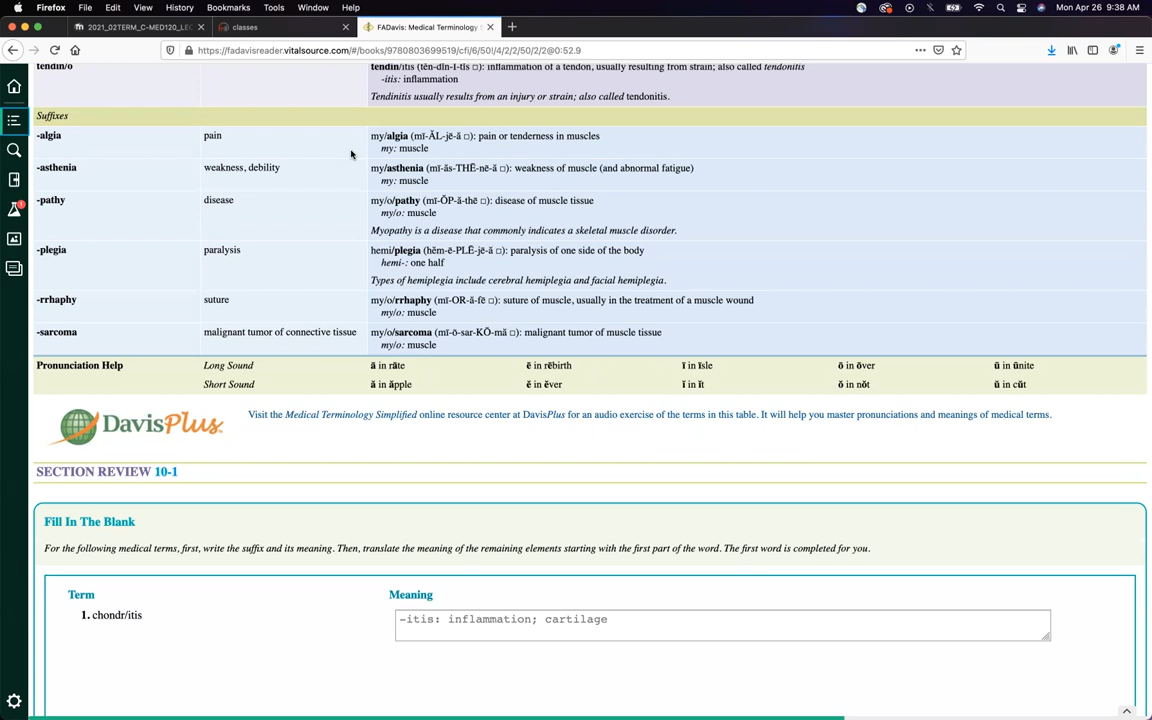 Firefox File Edit View History Bookmarks Tools Window Help Mon Apr 26 9:38 AM
2021_02TERM_C-MED120_LEC classes FADavis: Medical Terminology
https://fadavisreader.vitalsource.com/#/books/9780803699519/cfi/6/50!/4/2/2/50/2/2@0:52.9
tendin/o tendin/itis (tĕn-dĭn-Ī-tĭs □): inflammation of a tendon, usually resulting from strain; also called tendonitis
-itis: inflammation
Tendinitis usually results from an injury or strain; also called tendonitis.
Suffixes
-algia pain my/algia (mī-ĂL-jē-ă □): pain or tenderness in muscles
my: muscle
-asthenia weakness, debility my/asthenia (mī-ăs-THĒ-nē-ă □): weakness of muscle (and abnormal fatigue)
my: muscle
-pathy disease my/o/pathy (mī-ŎP-ă-thē □): disease of muscle tissue
my/o: muscle
Myopathy is a disease that commonly indicates a skeletal muscle disorder.
-plegia paralysis hemi/plegia (hĕm-ē-PLĒ-jē-ă □): paralysis of one side of the body
hemi-: one half
Types of hemiplegia include cerebral hemiplegia and facial hemiplegia.
-rrhaphy suture my/o/rrhaphy (mī-OR-ă-fē □): suture of muscle, usually in the treatment of a muscle wound
my/o: muscle
-sarcoma malignant tumor of connective tissue my/o/sarcoma (mī-ō-sar-KŌ-mă □): malignant tumor of muscle tissue
my/o: muscle
Pronunciation Help Long Sound ā in rāte ē in rēbirth ī in īsle ō in ōver ū in ūnite
Short Sound ă in ăpple ĕ in ĕver ĭ in ĭt ŏ in nŏt ŭ in cŭt
DavisPlus Visit the Medical Terminology Simplified online resource center at DavisPlus for an audio exercise of the terms in this table. It will help you master pronunciations and meanings of medical terms.
SECTION REVIEW 10-1
Fill In The Blank
For the following medical terms, first, write the suffix and its meaning. Then, translate the meaning of the remaining elements starting with the first part of the word. The first word is completed for you.
Term Meaning
1. chondr/itis -itis: inflammation; cartilage